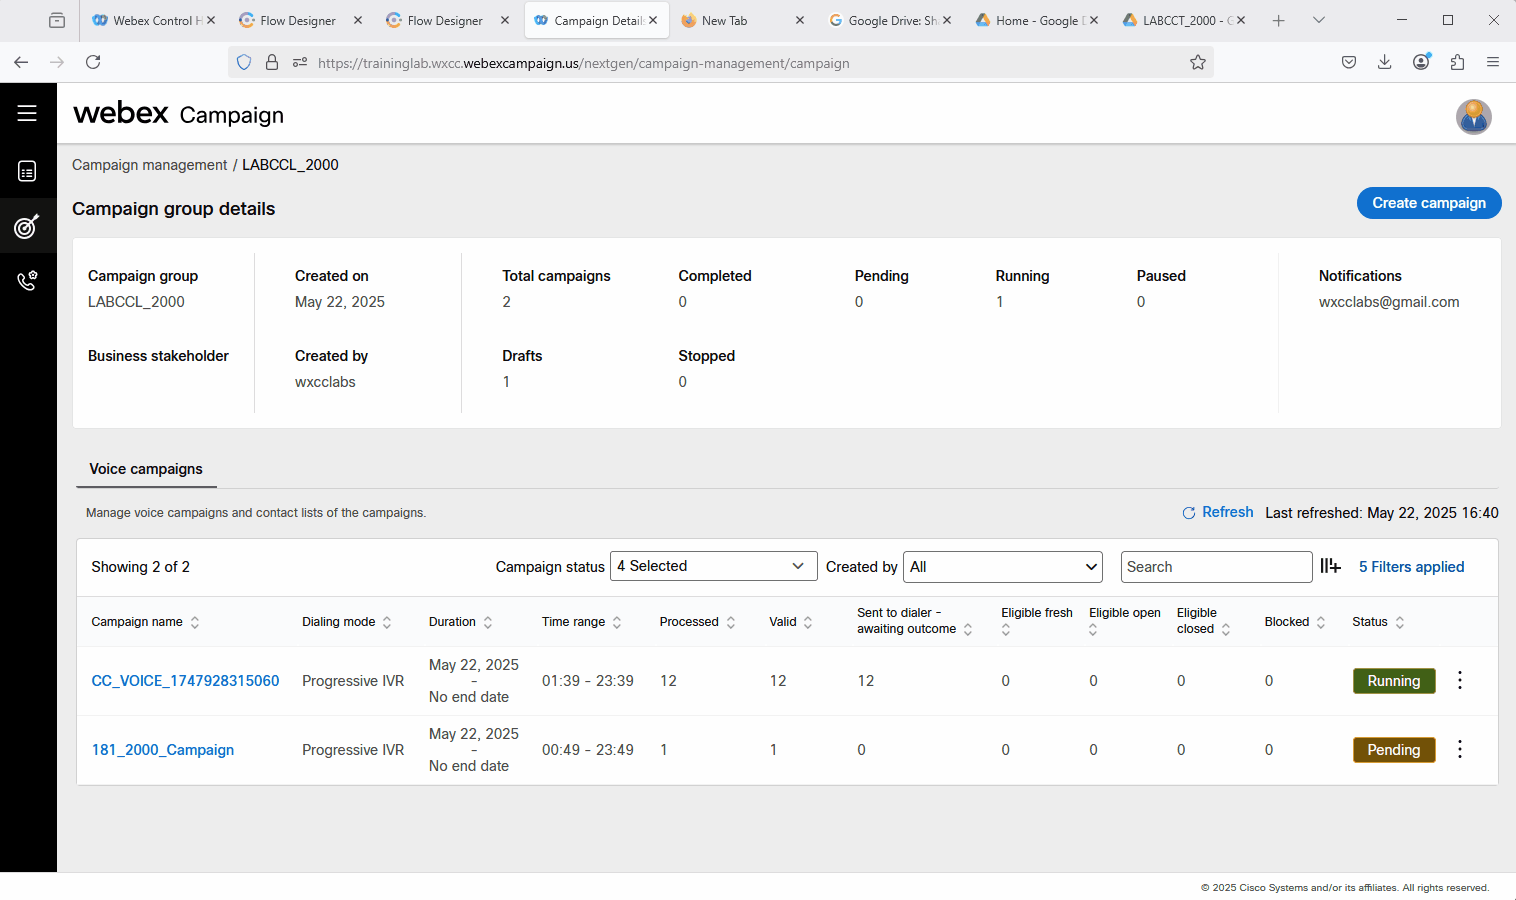 Webex Control H
Flow Designer
Flow Designer
Campaign Details
New Tab
Google Drive: Sha
Home - Google D
LABCCT_2000 - G
https://traininglab.wxcc.webexcampaign.us/nextgen/campaign-management/campaign
webex Campaign
Campaign management / LABCCL_2000
Campaign group details
Create campaign
Campaign group
LABCCL_2000
Created on
May 22, 2025
Total campaigns
2
Completed
0
Pending
0
Running
1
Paused
0
Notifications
wxcclabs@gmail.com
Business stakeholder
Created by
wxcclabs
Drafts
1
Stopped
0
Voice campaigns
Manage voice campaigns and contact lists of the campaigns.
Refresh Last refreshed: May 22, 2025 16:40
Showing 2 of 2
Campaign status 4 Selected
Created by All
Search
5 Filters applied
Campaign name
Dialing mode
Duration
Time range
Processed
Valid
Sent to dialer -
awaiting outcome
Eligible fresh
Eligible open
Eligible
closed
Blocked
Status
CC_VOICE_1747928315060
Progressive IVR
May 22, 2025
-
No end date
01:39 - 23:39
12
12
12
0
0
0
0
Running
181_2000_Campaign
Progressive IVR
May 22, 2025
-
No end date
00:49 - 23:49
1
1
0
0
0
0
0
Pending
© 2025 Cisco Systems and/or its affiliates. All rights reserved.